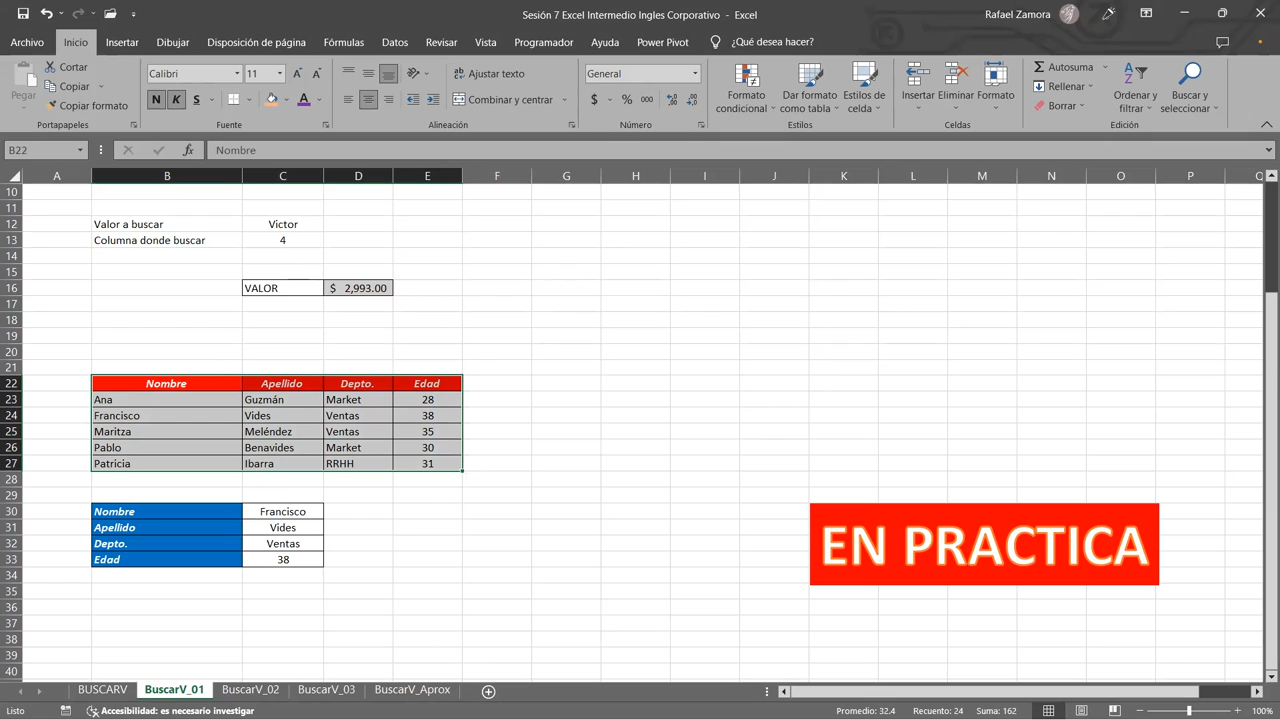 Sesión 7 Excel Intermedio Ingles Corporativo - Excel
Rafael Zamora
Archivo Inicio Insertar Dibujar Disposición de página Fórmulas Datos Revisar Vista Programador Ayuda Power Pivot ¿Qué desea hacer?
Pegar
Cortar
Copiar
Copiar formato
Portapapeles
Calibri 11
N K S
Fuente
Ajustar texto
Combinar y centrar
Alineación
General
$ % 000
Número
Formato condicional
Dar formato como tabla
Estilos de celda
Estilos
Insertar Eliminar Formato
Celdas
Autosuma
Rellenar
Borrar
Ordenar y filtrar
Buscar y seleccionar
Edición
B22 fx Nombre
A B C D E F G H I J K L M N O P Q
10
11
12 Valor a buscar Victor
13 Columna donde buscar 4
14
15
16 VALOR $ 2,993.00
17
18
19
20
21
22 Nombre Apellido Depto. Edad
23 Ana Guzmán Market 28
24 Francisco Vides Ventas 38
25 Maritza Meléndez Ventas 35
26 Pablo Benavides Market 30
27 Patricia Ibarra RRHH 31
28
29
30 Nombre Francisco
31 Apellido Vides
32 Depto. Ventas
33 Edad 38
EN PRACTICA
34
35
36
37
38
39
40
BUSCARV BuscarV_01 BuscarV_02 BuscarV_03 BuscarV_Aprox
Listo Accesibilidad: es necesario investigar Promedio: 32.4 Recuento: 24 Suma: 162 100%